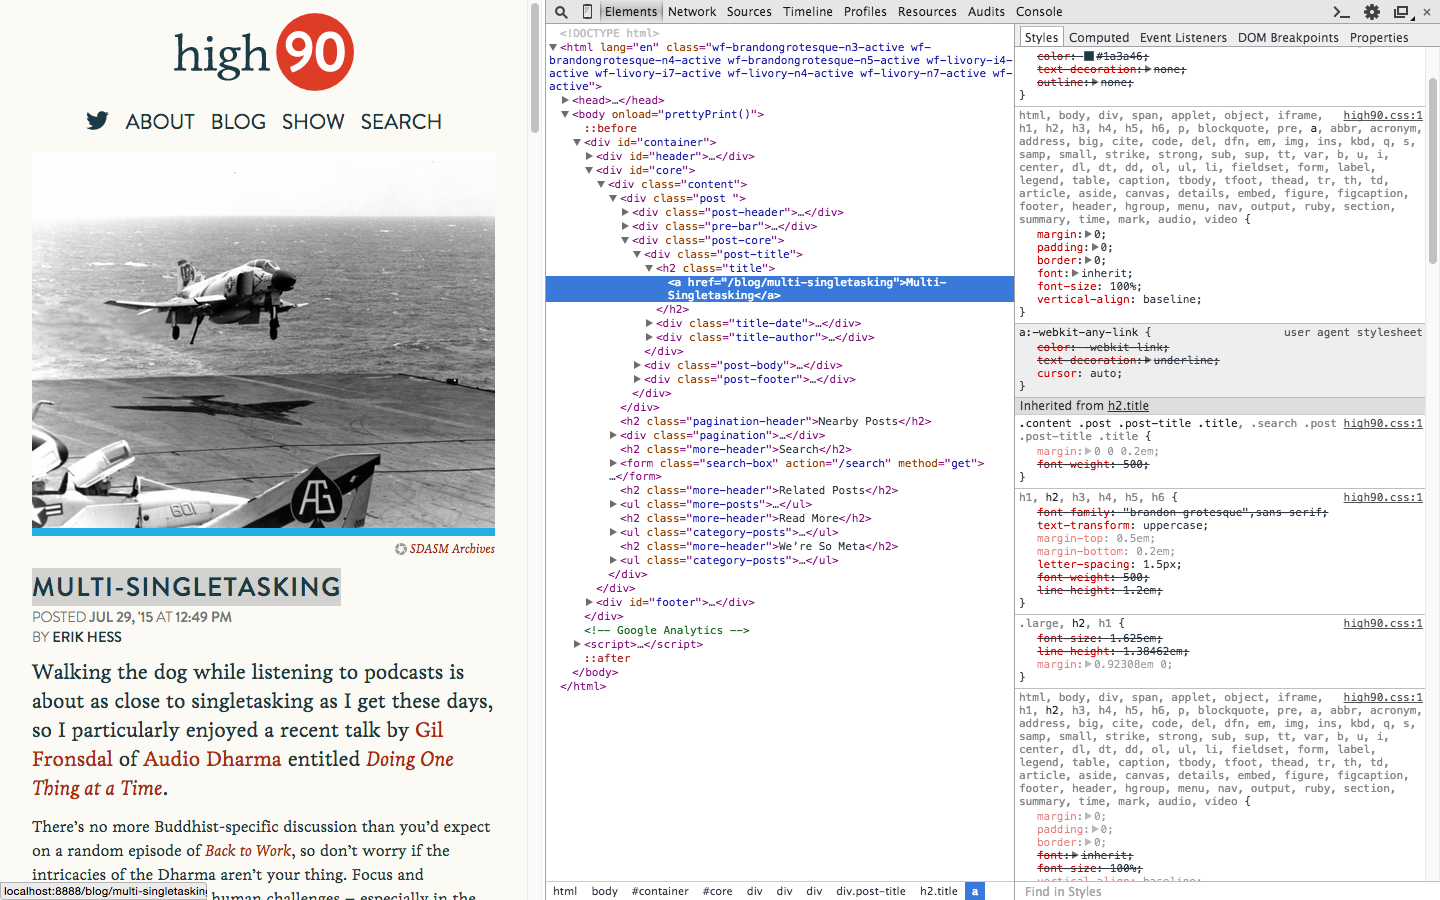 high 90
ABOUT BLOG SHOW SEARCH
SDASM Archives
MULTI-SINGLETASKING
POSTED JUL 29, '15 AT 12:49 PM
BY ERIK HESS
Walking the dog while listening to podcasts is
about as close to singletasking as I get these days,
so I particularly enjoyed a recent talk by Gil
Fronsdal of Audio Dharma entitled Doing One
Thing at a Time.
There’s no more Buddhist-specific discussion than you’d expect
on a random episode of Back to Work, so don’t worry if the
intricacies of the Dharma aren’t your thing. Focus and
human challenges – especially in the
localhost:8888/blog/multi-singletasking
AG
601
Elements Network Sources Timeline Profiles Resources Audits Console
<!DOCTYPE html>
<html lang="en" class="wf-brandongrotesque-n3-active wf-
brandongrotesque-n4-active wf-brandongrotesque-n5-active wf-livory-i4-
active wf-livory-i7-active wf-livory-n4-active wf-livory-n7-active wf-
active">
<head>…</head>
<body onload="prettyPrint()">
::before
<div id="container">
<div id="header">…</div>
<div id="core">
<div class="content">
<div class="post ">
<div class="post-header">…</div>
<div class="pre-bar">…</div>
<div class="post-core">
<div class="post-title">
<h2 class="title">
<a href="/blog/multi-singletasking">Multi-
Singletasking</a>
</h2>
<div class="title-date">…</div>
<div class="title-author">…</div>
</div>
<div class="post-body">…</div>
<div class="post-footer">…</div>
</div>
</div>
<h2 class="pagination-header">Nearby Posts</h2>
<div class="pagination">…</div>
<h2 class="more-header">Search</h2>
<form class="search-box" action="/search" method="get">
…</form>
<h2 class="more-header">Related Posts</h2>
<ul class="more-posts">…</ul>
<h2 class="more-header">Read More</h2>
<ul class="category-posts">…</ul>
<h2 class="more-header">We’re So Meta</h2>
<ul class="category-posts">…</ul>
</div>
</div>
<div id="footer">…</div>
</div>
<!-- Google Analytics -->
<script>…</script>
::after
</body>
</html>
html body #container #core div div div div.post-title h2.title a
Styles Computed Event Listeners DOM Breakpoints Properties
color: #1a3a46;
text-decoration: none;
outline: none;
}
html, body, div, span, applet, object, iframe, high90.css:1
h1, h2, h3, h4, h5, h6, p, blockquote, pre, a, abbr, acronym,
address, big, cite, code, del, dfn, em, img, ins, kbd, q, s,
samp, small, strike, strong, sub, sup, tt, var, b, u, i,
center, dl, dt, dd, ol, ul, li, fieldset, form, label,
legend, table, caption, tbody, tfoot, thead, tr, th, td,
article, aside, canvas, details, embed, figure, figcaption,
footer, header, hgroup, menu, nav, output, ruby, section,
summary, time, mark, audio, video {
margin: 0;
padding: 0;
border: 0;
font: inherit;
font-size: 100%;
vertical-align: baseline;
}
a:-webkit-any-link { user agent stylesheet
color: -webkit-link;
text-decoration: underline;
cursor: auto;
}
Inherited from h2.title
.content .post .post-title .title, .search .post high90.css:1
.post-title .title {
margin: 0 0 0.2em;
font-weight: 500;
}
h1, h2, h3, h4, h5, h6 { high90.css:1
font-family: "brandon-grotesque",sans-serif;
text-transform: uppercase;
margin-top: 0.5em;
margin-bottom: 0.2em;
letter-spacing: 1.5px;
font-weight: 500;
line-height: 1.2em;
}
.large, h2, h1 { high90.css:1
font-size: 1.625em;
line-height: 1.38462em;
margin: 0.92308em 0;
}
html, body, div, span, applet, object, iframe, high90.css:1
h1, h2, h3, h4, h5, h6, p, blockquote, pre, a, abbr, acronym,
address, big, cite, code, del, dfn, em, img, ins, kbd, q, s,
samp, small, strike, strong, sub, sup, tt, var, b, u, i,
center, dl, dt, dd, ol, ul, li, fieldset, form, label,
legend, table, caption, tbody, tfoot, thead, tr, th, td,
article, aside, canvas, details, embed, figure, figcaption,
footer, header, hgroup, menu, nav, output, ruby, section,
summary, time, mark, audio, video {
margin: 0;
padding: 0;
border: 0;
font: inherit;
font-size: 100%;
vertical-align: baseline;
Find in Styles